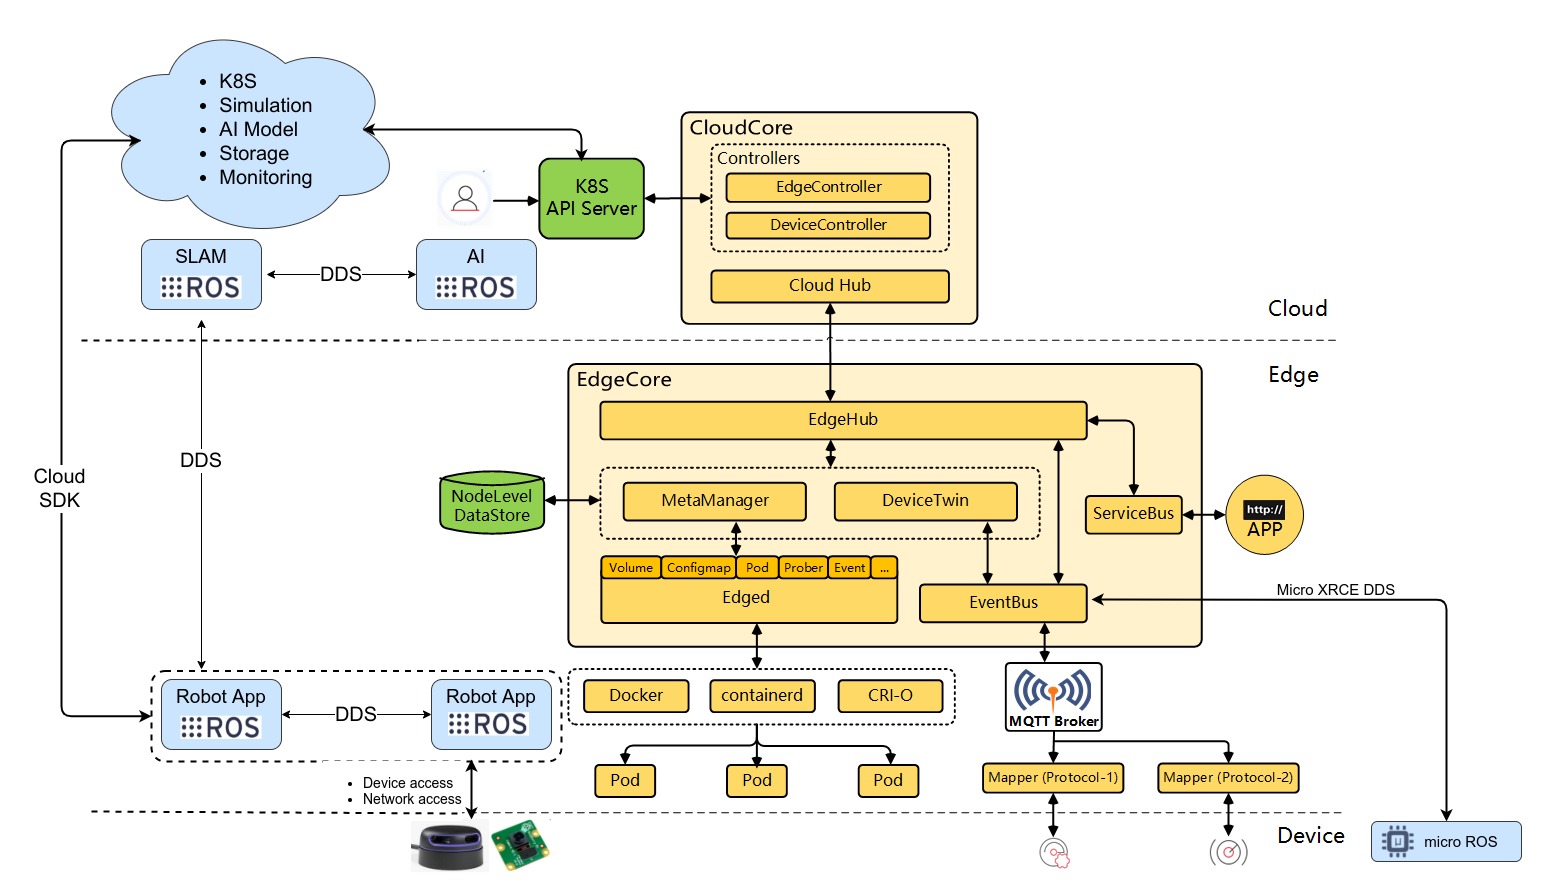 • K8S
• Simulation
• AI Model
• Storage
• Monitoring
CloudCore
Controllers
EdgeController
DeviceController
Cloud Hub
K8S
API Server
SLAM
ROS
DDS
AI
ROS
Cloud
Edge
EdgeCore
EdgeHub
DDS
Cloud
SDK
NodeLevel
DataStore
MetaManager
DeviceTwin
ServiceBus
http://
APP
Volume
Configmap
Pod
Prober
Event
...
Edged
EventBus
Micro XRCE DDS
Robot App
ROS
DDS
Robot App
ROS
Docker
containerd
CRI-O
MQTT Broker
Pod
Pod
Pod
Mapper (Protocol-1)
Mapper (Protocol-2)
• Device access
• Network access
Device
micro ROS